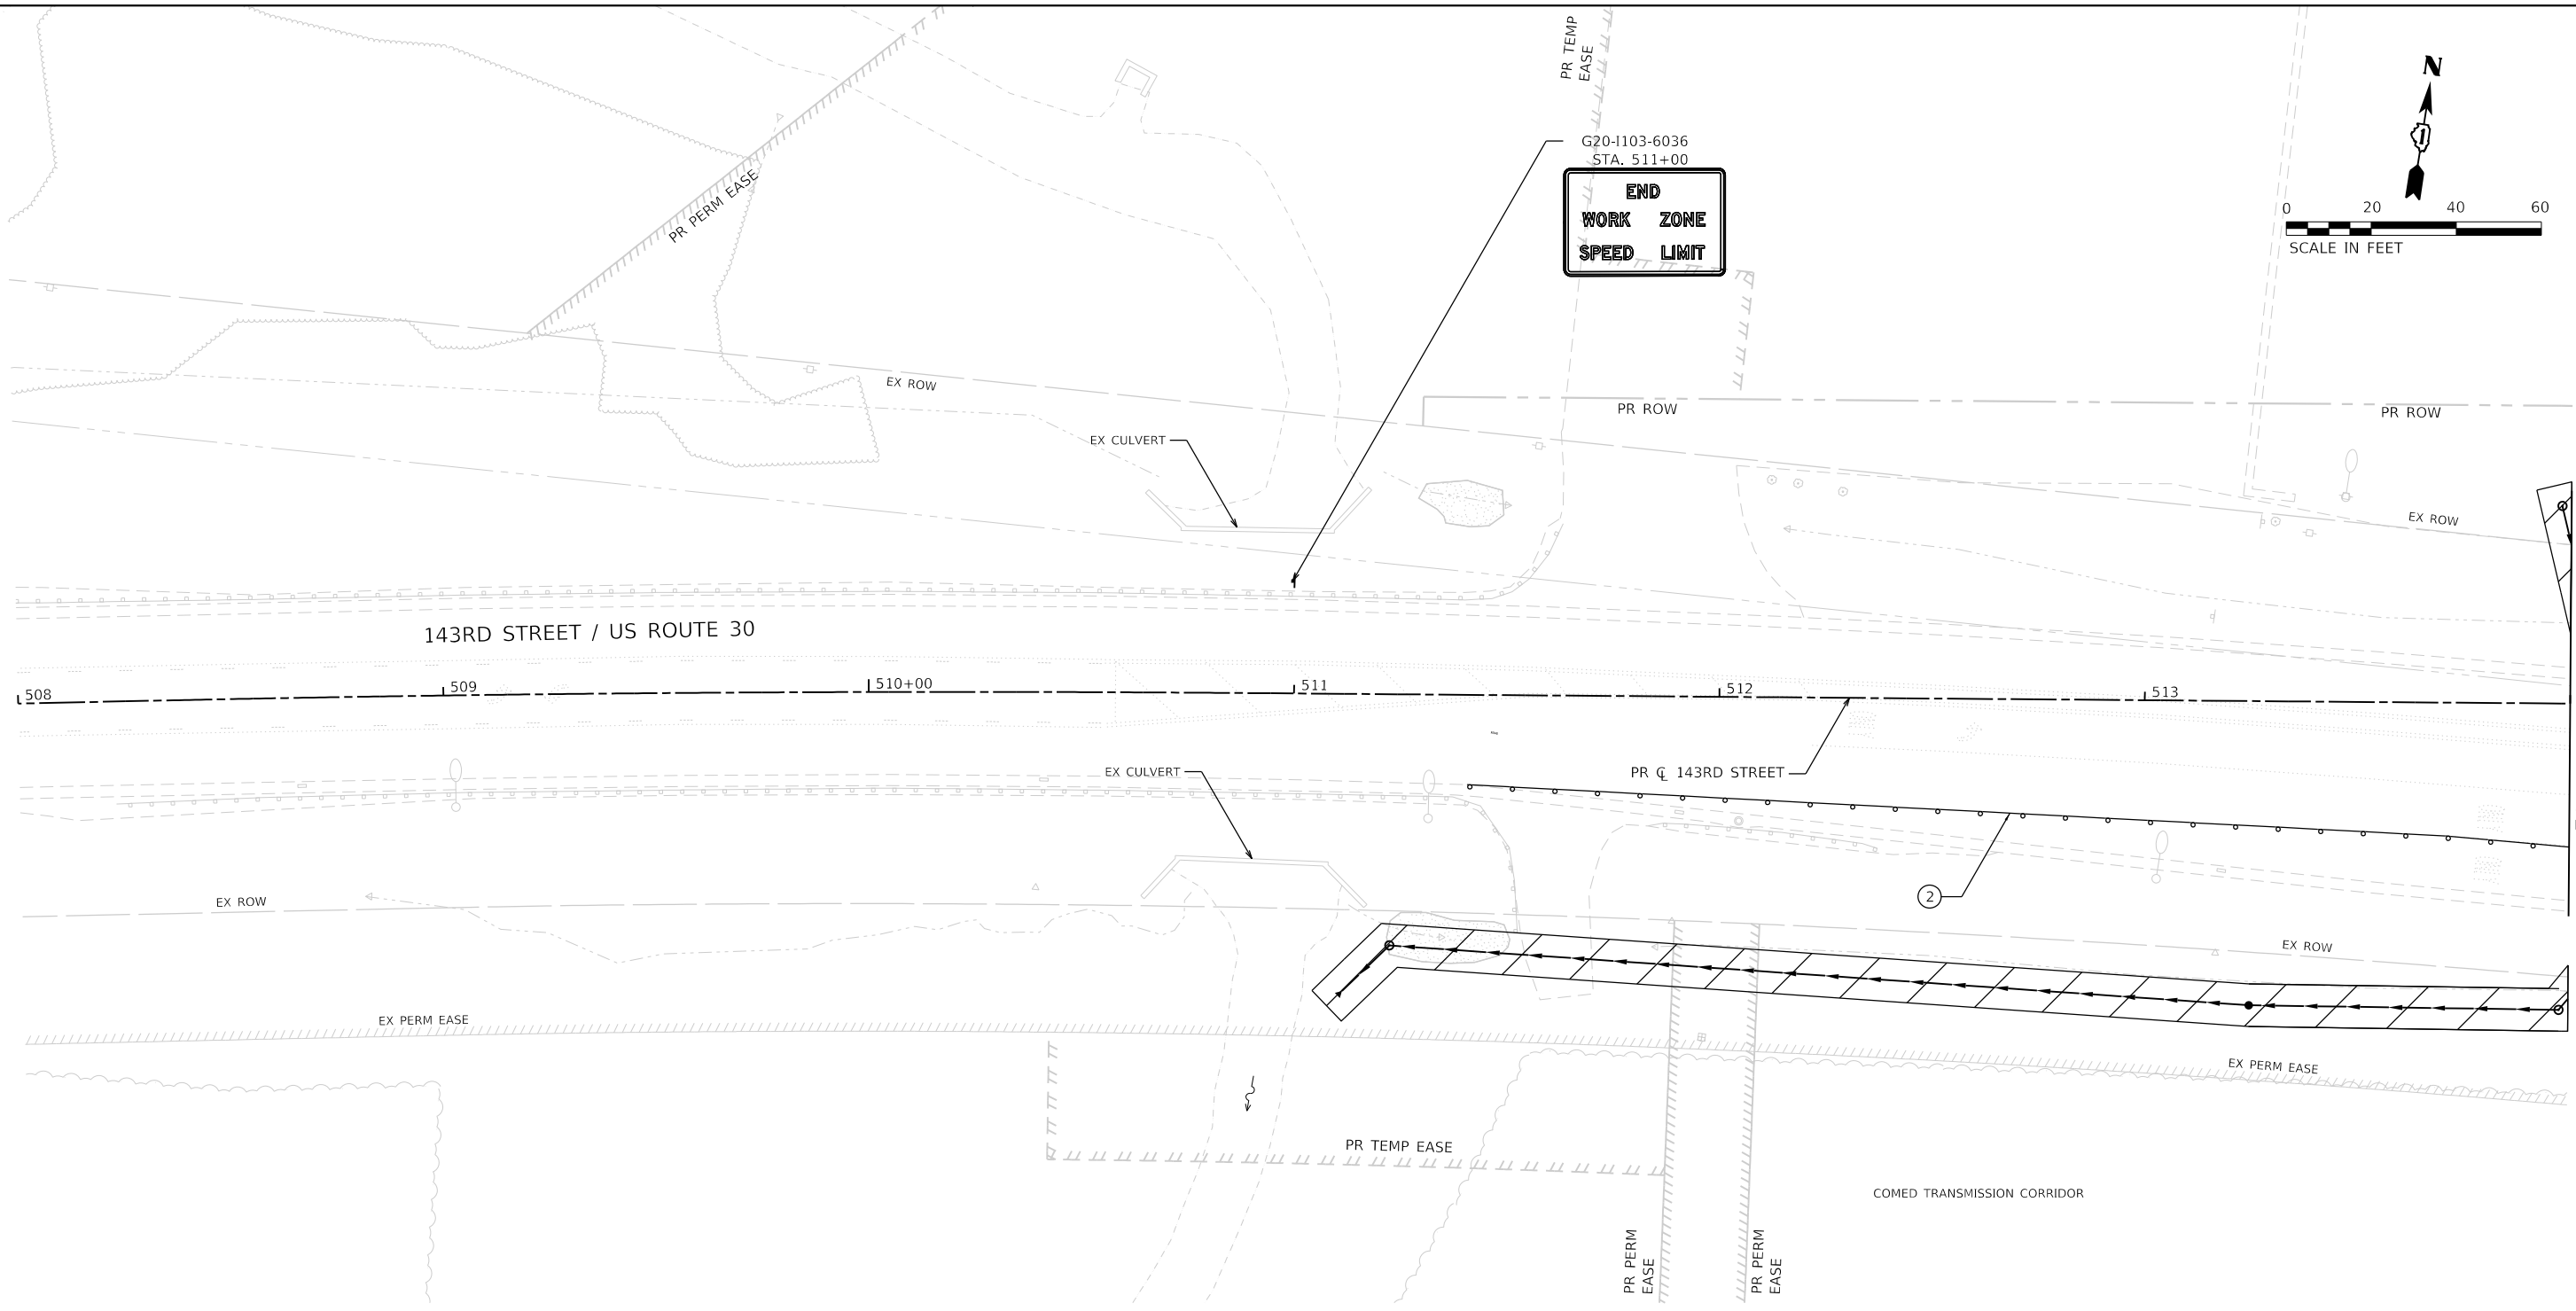 PR TEMP
EASE
N
1
G20-I103-6036
STA. 511+00
END
WORK ZONE
SPEED LIMIT
0 20 40 60
SCALE IN FEET
PR PERM EASE
EX ROW
PR ROW
PR ROW
EX CULVERT
EX ROW
143RD STREET / US ROUTE 30
508
509
510+00
511
512
513
EX CULVERT
PR ℄ 143RD STREET
2
EX ROW
EX ROW
EX PERM EASE
EX PERM EASE
PR TEMP EASE
COMED TRANSMISSION CORRIDOR
PR PERM
EASE
PR PERM
EASE